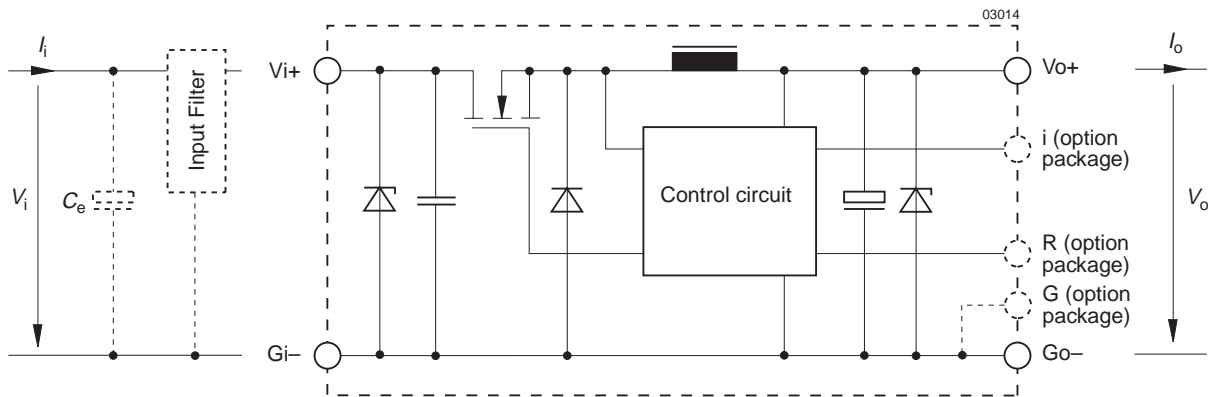 03014
Ii
Input Filter
Vi+
Vo+
Io
i (option
package)
Vi
Ce
Control circuit
Vo
R (option
package)
G (option
package)
Gi–
Go–